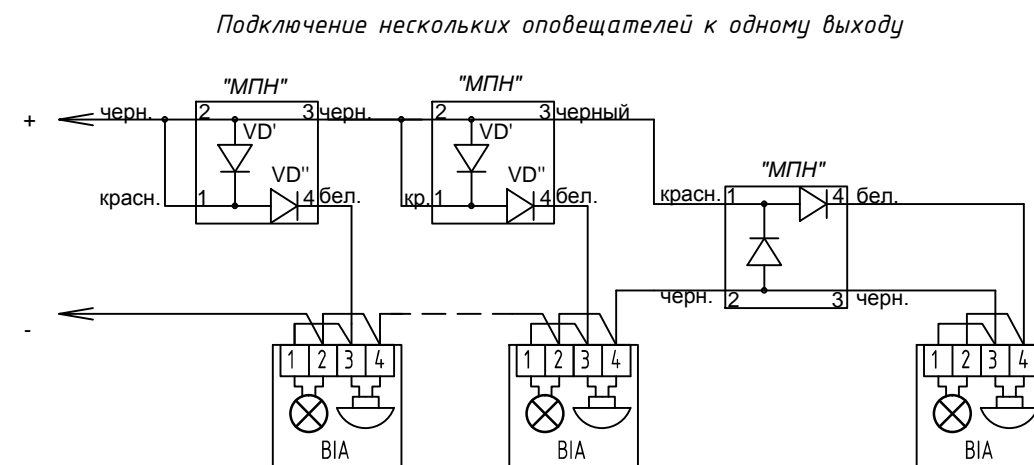 Подключение нескольких оповещателей к одному выходу
"МПН" "МПН"
+ черн. 2 3 черн. 2 3 черный
VD' VD'
"МПН"
VD" VD"
красн. 1 4 бел. кр. 1 4 бел. красн. 1 4 бел.
черн. 2 3 черн.
-
1 2 3 4 1 2 3 4 1 2 3 4
BIA BIA BIA